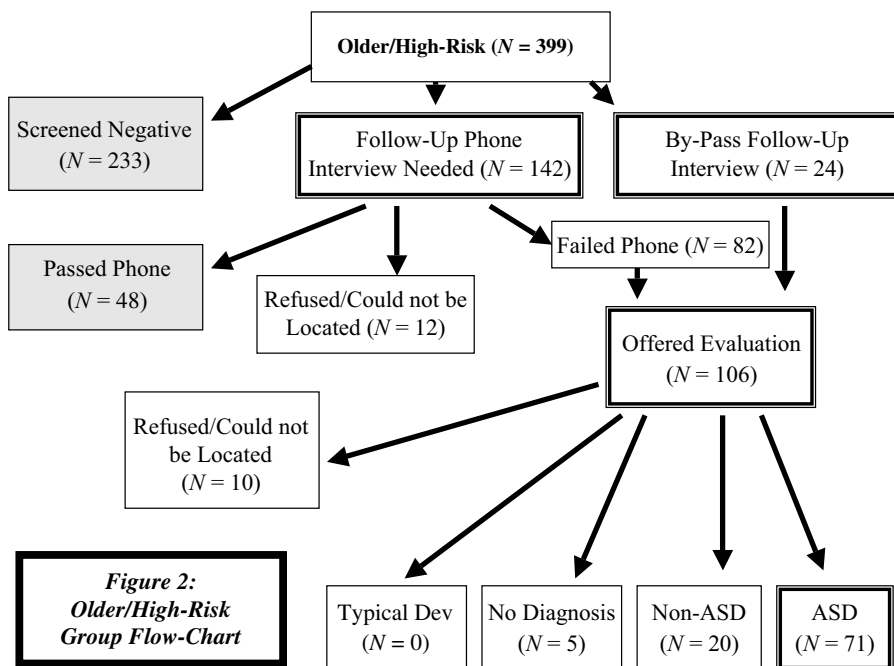 Older/High-Risk (N = 399)
Screened Negative
(N = 233)
Follow-Up Phone
Interview Needed (N = 142)
By-Pass Follow-Up
Interview (N = 24)
Passed Phone
(N = 48)
Refused/Could not be
Located (N = 12)
Failed Phone (N = 82)
Offered Evaluation
(N = 106)
Refused/Could not
be Located
(N = 10)
Figure 2:
Older/High-Risk
Group Flow-Chart
Typical Dev
(N = 0)
No Diagnosis
(N = 5)
Non-ASD
(N = 20)
ASD
(N = 71)